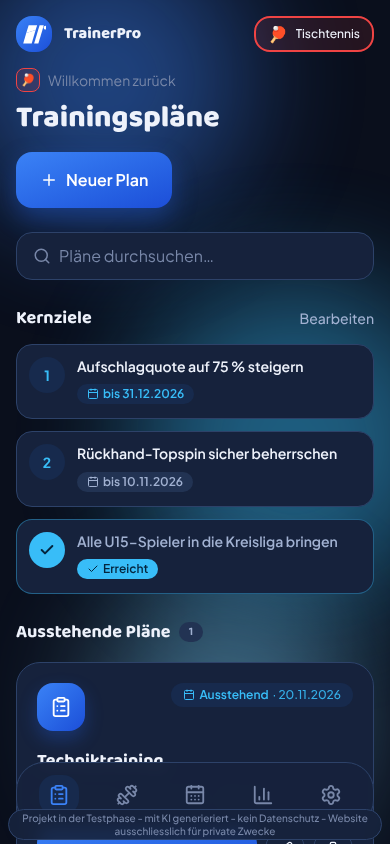 TrainerPro
Tischtennis
Willkommen zurück
Trainingspläne
Neuer Plan
Pläne durchsuchen...
Kernziele
Bearbeiten
1
Aufschlagquote auf 75 % steigern
bis 31.12.2026
2
Rückhand-Topspin sicher beherrschen
bis 10.11.2026
Alle U15-Spieler in die Kreisliga bringen
Erreicht
Ausstehende Pläne
1
Ausstehend · 20.11.2026
Techniktraining
Projekt in der Testphase - mit KI generieriert - kein Datenschutz - Website
ausschliesslich für private Zwecke